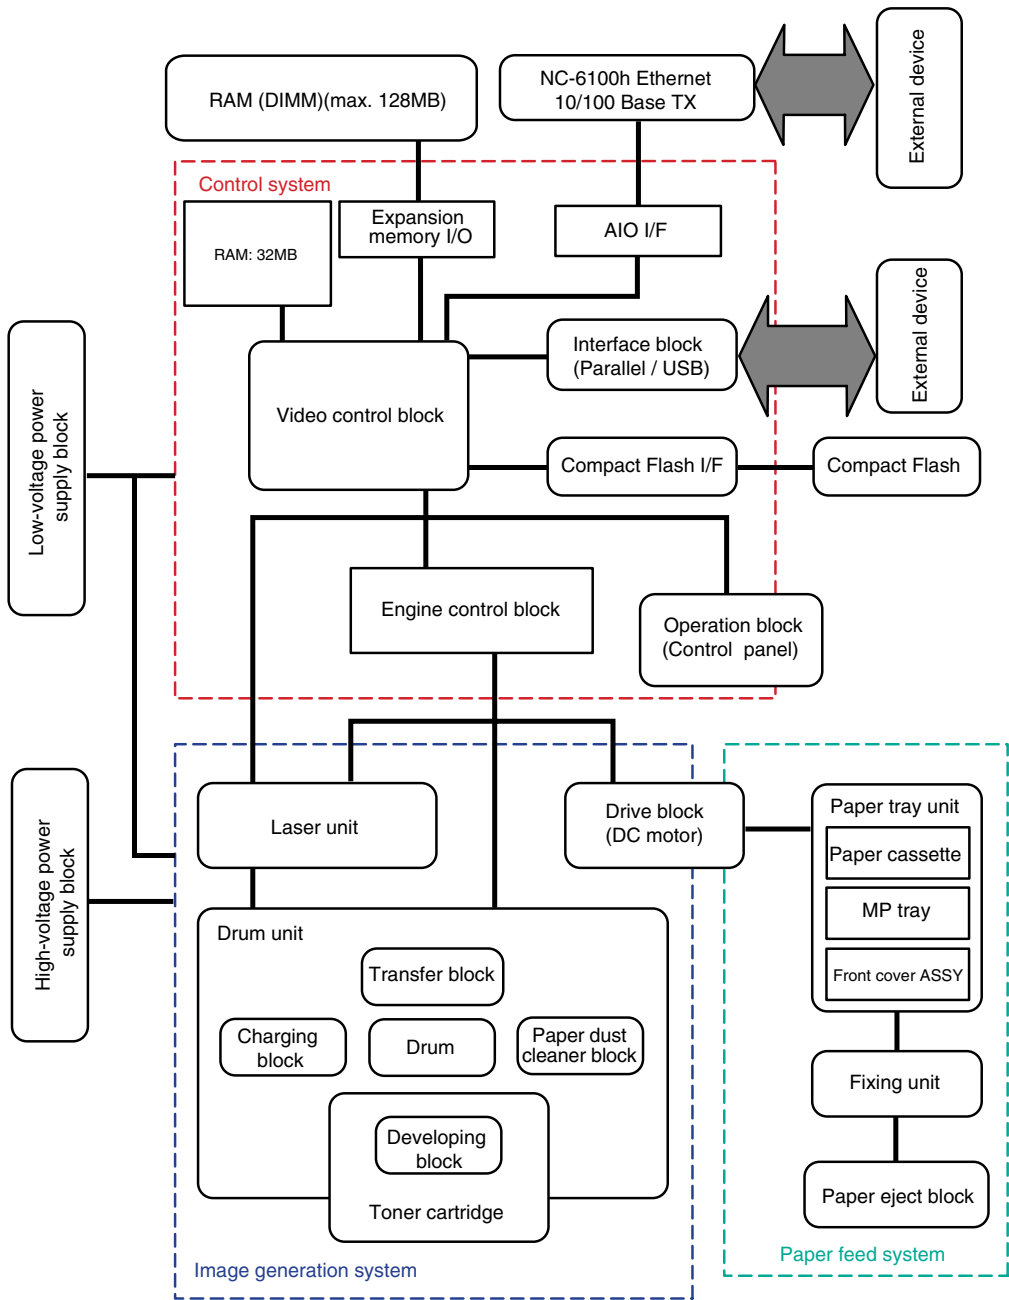 RAM (DIMM)(max. 128MB)
NC-6100h Ethernet
10/100 Base TX
External device
Control system
RAM: 32MB
Expansion
memory I/O
AIO I/F
Interface block
(Parallel / USB)
External device
Video control block
Compact Flash I/F
Compact Flash
Low-voltage power
supply block
Engine control block
Operation block
(Control panel)
High-voltage power
supply block
Laser unit
Drive block
(DC motor)
Paper tray unit
Paper cassette
MP tray
Front cover ASSY
Drum unit
Transfer block
Charging
block
Drum
Paper dust
cleaner block
Fixing unit
Developing
block
Toner cartridge
Paper eject block
Image generation system
Paper feed system